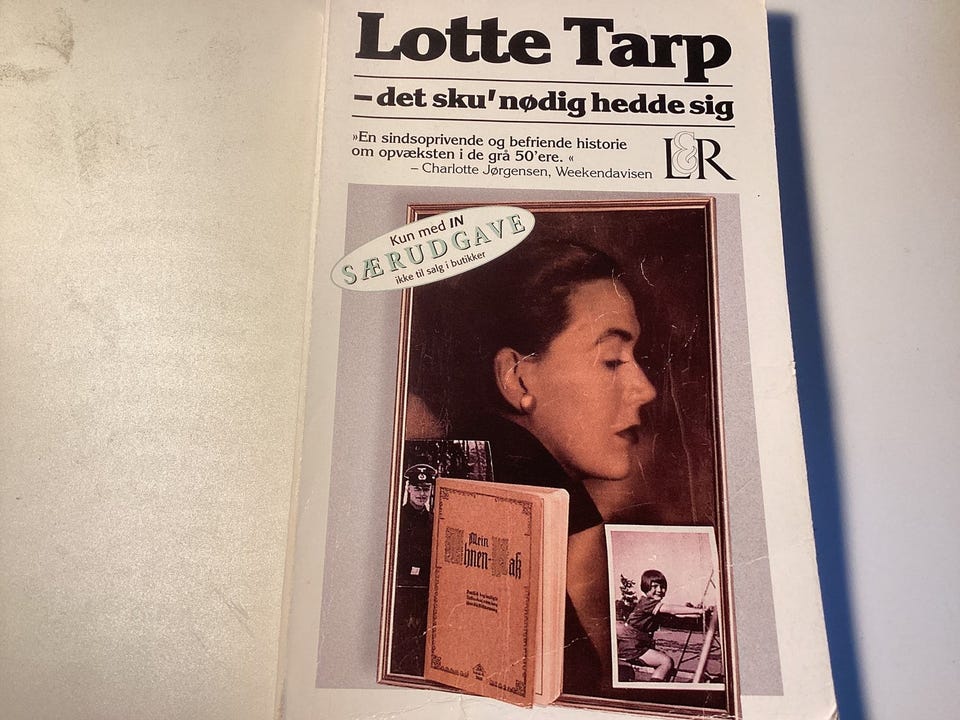 Lotte Tarp
– det sku' nødig hedde sig
»En sindsoprivende og befriende historie
om opvæksten i de grå 50'ere. «
– Charlotte Jørgensen, Weekendavisen
L&R
Kun med IN
SÆRUDGAVE
ikke til salg i butikker
Mein
Ahnen-Paß